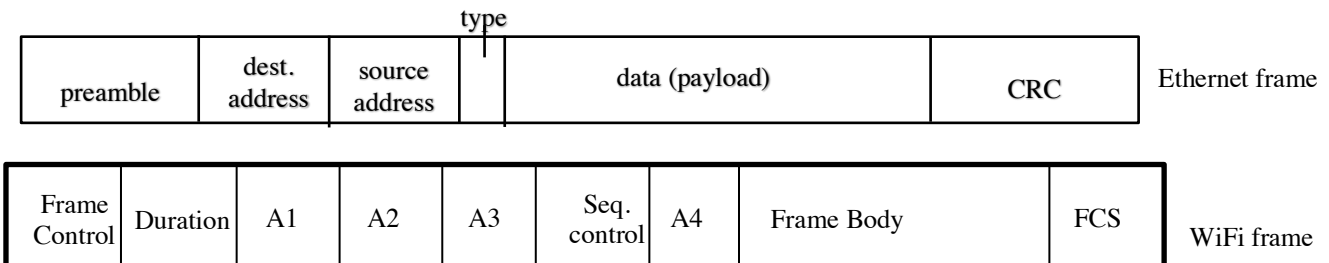 type
preamble
dest.
address
source
address
data (payload)
CRC
Ethernet frame
Frame
Control
Duration
A1
A2
A3
Seq.
control
A4
Frame Body
FCS
WiFi frame